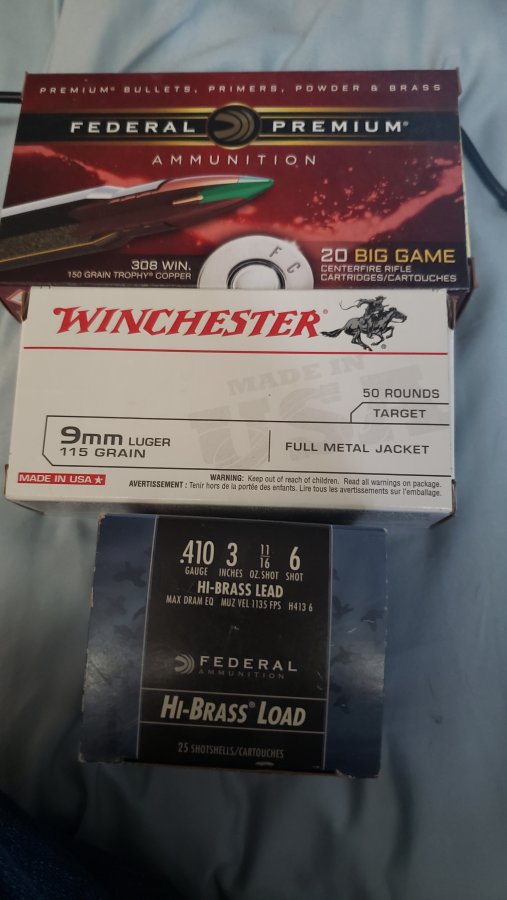 PREMIUM® BULLETS, PRIMERS, POWDER & BRASS
FEDERAL PREMIUM®
AMMUNITION
308 WIN.
150 GRAIN TROPHY® COPPER
F C
20 BIG GAME
CENTERFIRE RIFLE
CARTRIDGES/CARTOUCHES
WINCHESTER®
MADE IN
USA
50 ROUNDS
TARGET
9mm LUGER
115 GRAIN
FULL METAL JACKET
MADE IN USA
WARNING: Keep out of reach of children. Read all warnings on package.
AVERTISSEMENT : Tenir hors de la portée des enfants. Lire tous les avertissements sur l'emballage.
.410 3 11/16 6
GAUGE INCHES OZ. SHOT SHOT
HI-BRASS LEAD
MAX DRAM EQ MUZ VEL 1135 FPS H413 6
FEDERAL
AMMUNITION
HI-BRASS® LOAD
25 SHOTSHELLS/CARTOUCHES